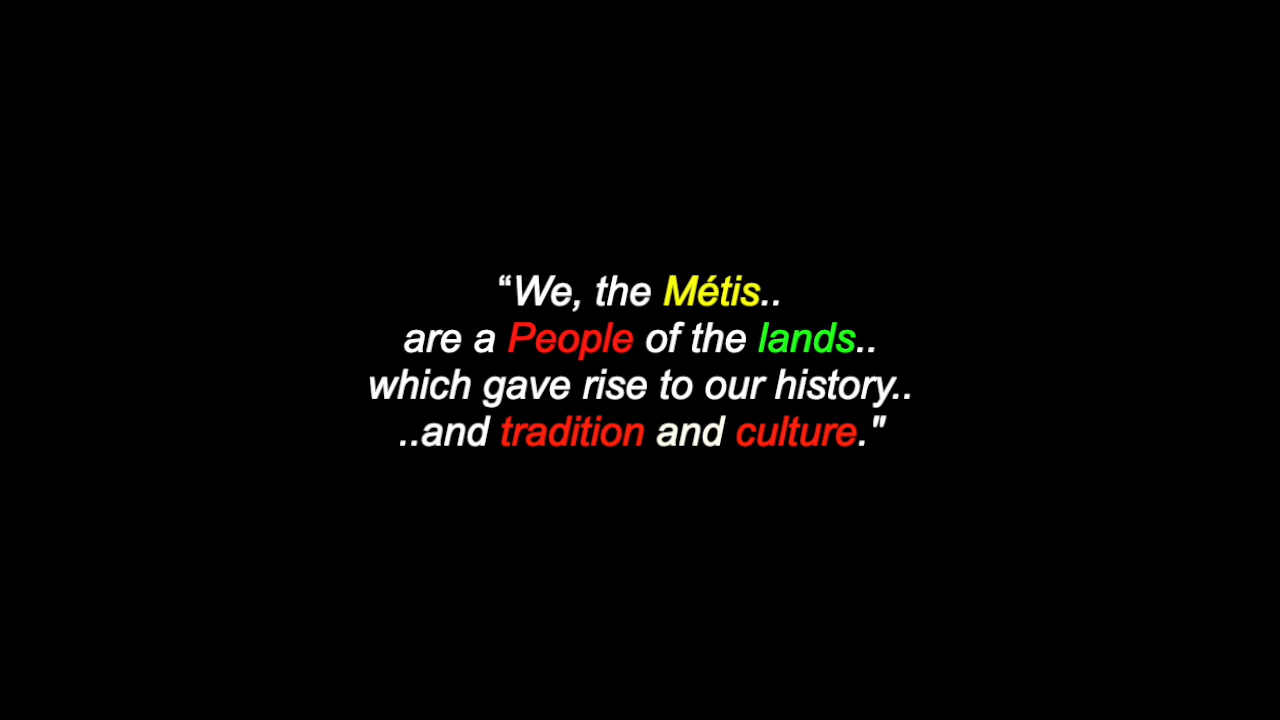 “We, the Métis..
are a People of the lands..
which gave rise to our history..
..and tradition and culture."